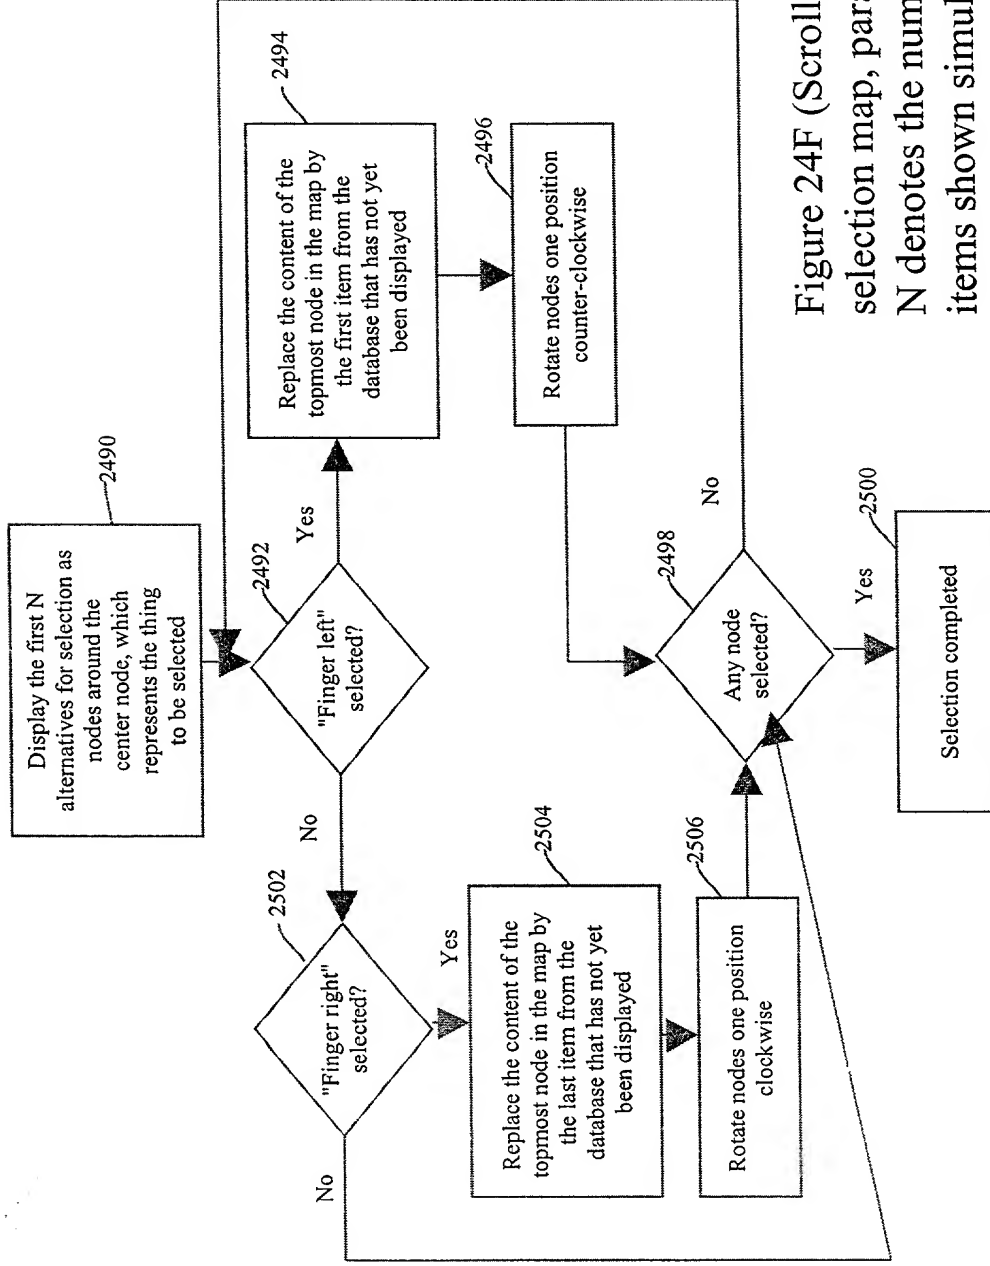 2490
Display the first N
alternatives for selection as
nodes around the
center node, which
represents the thing
to be selected
2492
"Finger left"
selected?
Yes
No
2494
Replace the content of the
topmost node in the map by
the first item from the
database that has not yet
been displayed
2496
Rotate nodes one position
counter-clockwise
2502
"Finger right"
selected?
Yes
No
2504
Replace the content of the
topmost node in the map by
the last item from the
database that has not yet
been displayed
2506
Rotate nodes one position
clockwise
2498
Any node
selected?
No
Yes
2500
Selection completed
Figure 24F (Scroll
selection map, para
N denotes the num
items shown simul